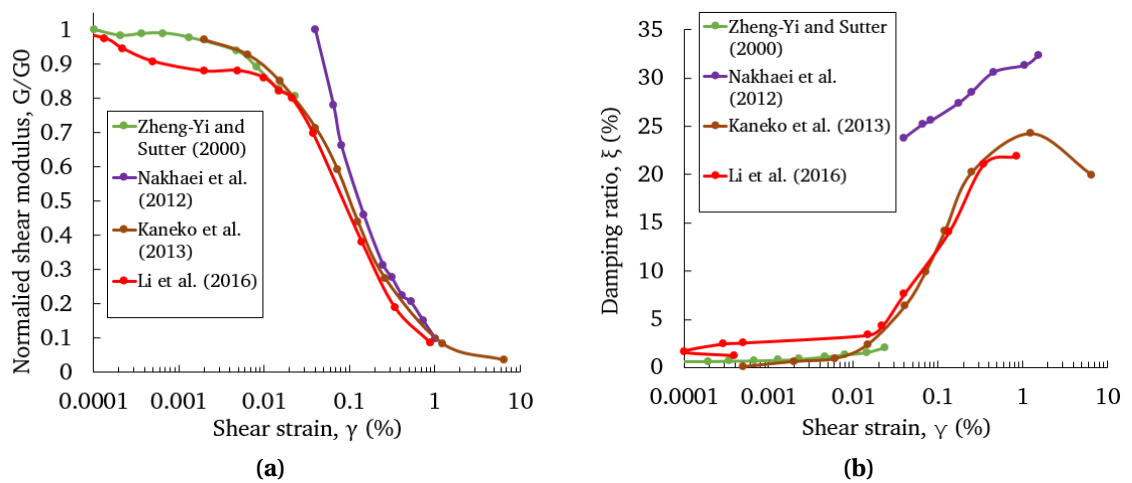 Normalied shear modulus, G/G0
1
0.9
0.8
0.7
0.6
0.5
0.4
0.3
0.2
0.1
0
Zheng-Yi and
Sutter (2000)
Nakhaei et al.
(2012)
Kaneko et al.
(2013)
Li et al. (2016)
0.0001 0.001 0.01 0.1 1 10
Shear strain, γ (%)
(a)
Damping ratio, ξ (%)
35
30
25
20
15
10
5
0
Zheng-Yi and Sutter
(2000)
Nakhaei et al.
(2012)
Kaneko et al. (2013)
Li et al. (2016)
0.0001 0.001 0.01 0.1 1 10
Shear strain, γ (%)
(b)